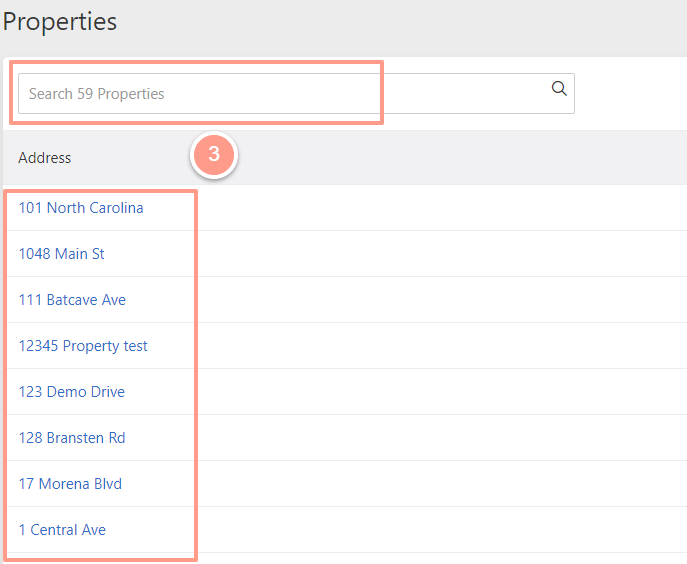 Properties
Search 59 Properties
3
Address
101 North Carolina
1048 Main St
111 Batcave Ave
12345 Property test
123 Demo Drive
128 Bransten Rd
17 Morena Blvd
1 Central Ave